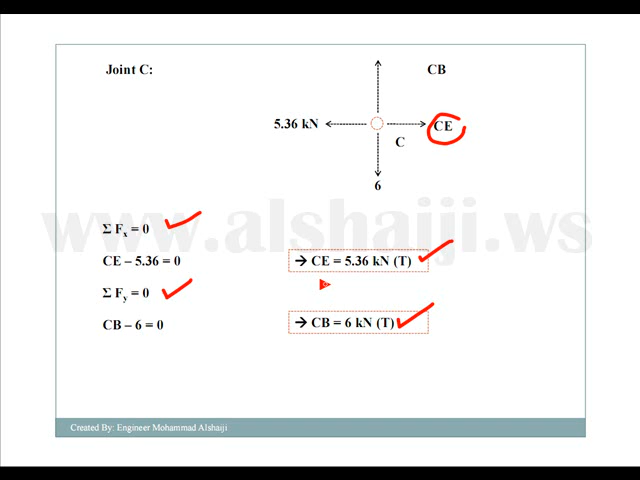 Joint C:
CB
5.36 kN
CE
C
6
www.alshaiji.ws
Σ Fx = 0
CE – 5.36 = 0
→ CE = 5.36 kN (T)
Σ Fy = 0
CB – 6 = 0
→ CB = 6 kN (T)
Created By: Engineer Mohammad Alshaiji